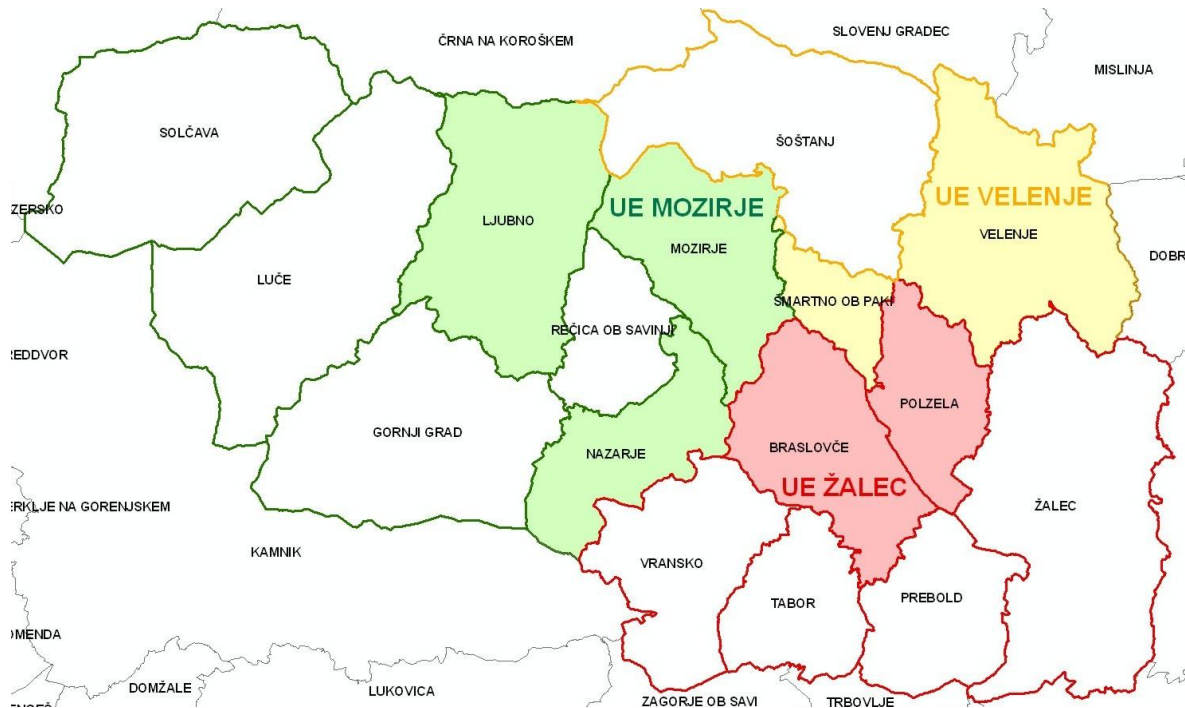 SLOVENJ GRADEC
ČRNA NA KOROŠKEM
MISLINJA
SOLČAVA
ŠOŠTANJ
UE VELENJE
UE MOZIRJE
ZERSKO
LJUBNO
VELENJE
MOZIRJE
DOBR
LUČE
ŠMARTNO OB PAKI
REČICA OB SAVINJI
REDDVOR
POLZELA
GORNJI GRAD
BRASLOVČE
NAZARJE
UE ŽALEC
ERKLJE NA GORENJSKEM
ŽALEC
KAMNIK
VRANSKO
PREBOLD
TABOR
OMENDA
DOMŽALE
LUKOVICA
ZAGORJE OB SAVI
TRBOVLJE